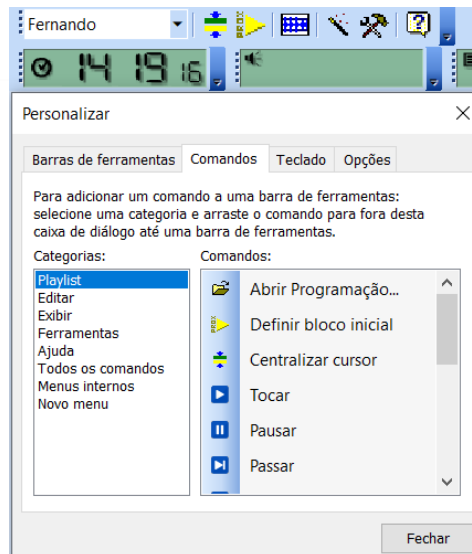 Fernando
14 19 16
Personalizar
Barras de ferramentas Comandos Teclado Opções
Para adicionar um comando a uma barra de ferramentas:
selecione uma categoria e arraste o comando para fora desta
caixa de diálogo até uma barra de ferramentas.
Categorias:
Playlist
Editar
Exibir
Ferramentas
Ajuda
Todos os comandos
Menus internos
Novo menu
Comandos:
Abrir Programação...
Definir bloco inicial
Centralizar cursor
Tocar
Pausar
Passar
Fechar